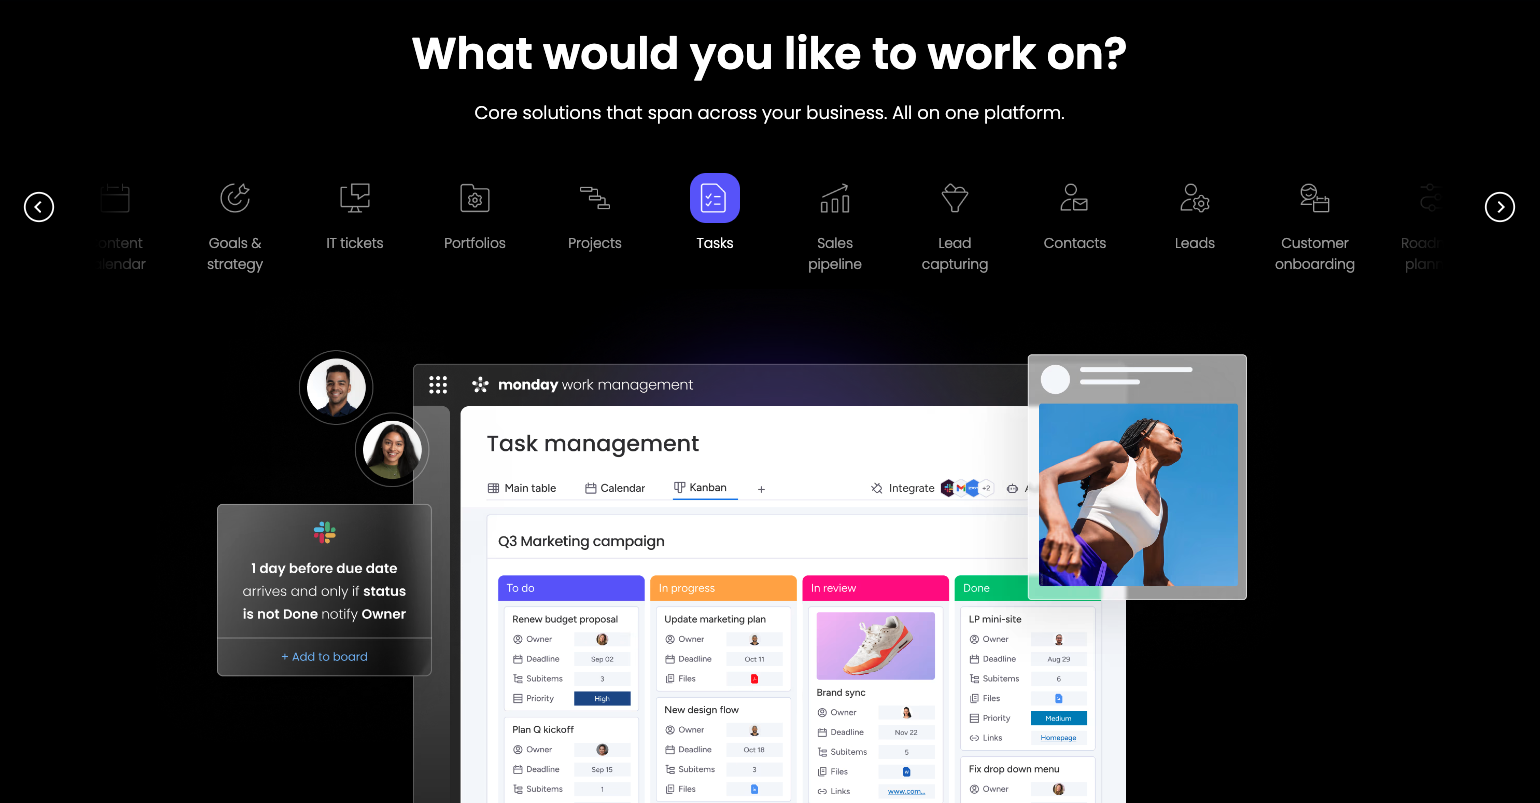 What would you like to work on?
Core solutions that span across your business. All on one platform.
Goals &
strategy
IT tickets
Portfolios
Projects
Tasks
Sales
pipeline
Lead
capturing
Contacts
Leads
Customer
onboarding
monday work management
Task management
Main table
Calendar
Kanban
+
Integrate
+2
Q3 Marketing campaign
1 day before due date
arrives and only if status
is not Done notify Owner
+ Add to board
To do
Renew budget proposal
Owner
Deadline Sep 02
Subitems 3
Priority High
Plan Q kickoff
Owner
Deadline Sep 15
Subitems 1
In progress
Update marketing plan
Owner
Deadline Oct 11
Files
New design flow
Owner
Deadline Oct 18
Subitems 3
Files
In review
Brand sync
Owner
Deadline Nov 22
Subitems 5
Files
Links www.com...
Done
LP mini-site
Owner
Deadline Aug 29
Subitems 6
Files
Priority Medium
Links Homepage
Fix drop down menu
Owner